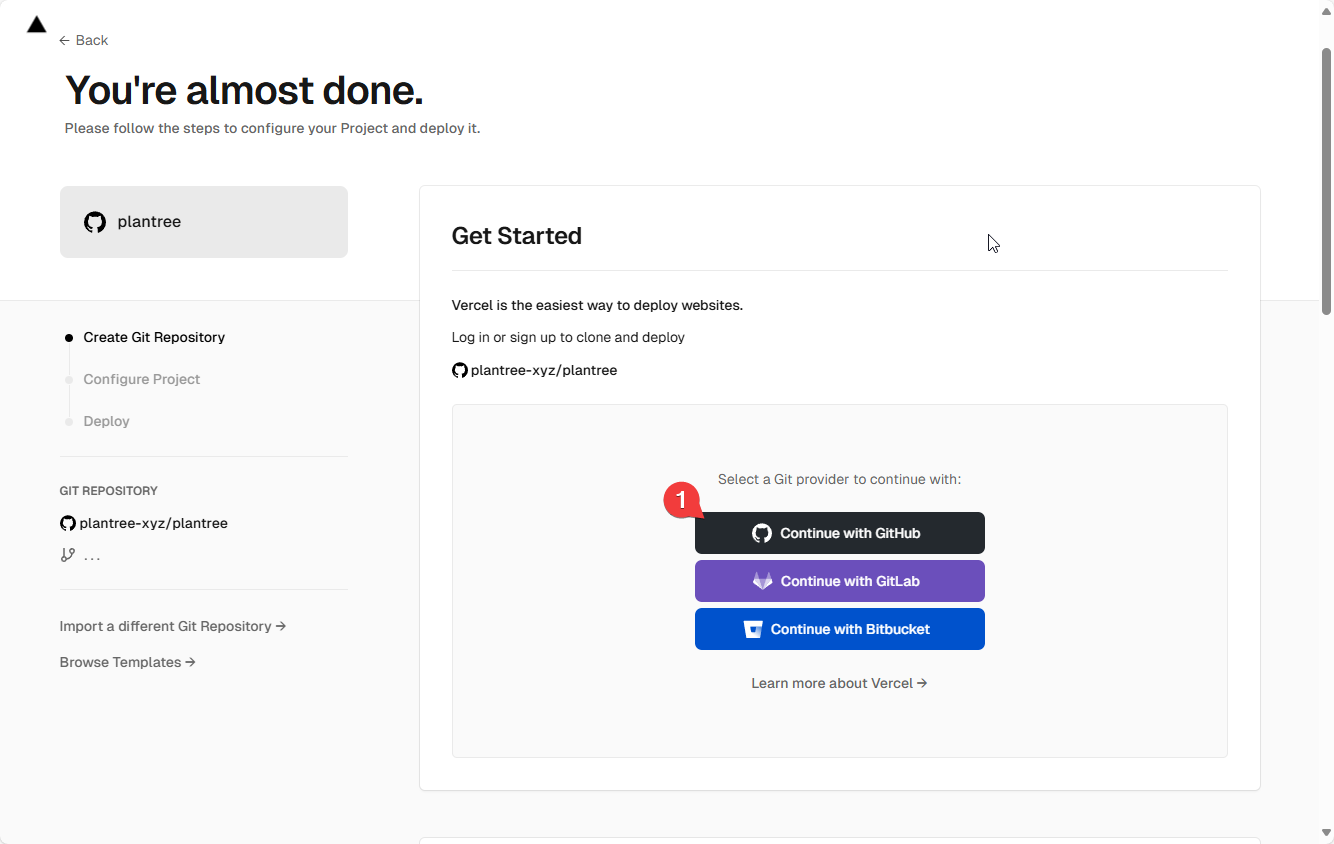 ← Back
You're almost done.
Please follow the steps to configure your Project and deploy it.
plantree
Create Git Repository
Configure Project
Deploy
GIT REPOSITORY
plantree-xyz/plantree
...
Import a different Git Repository →
Browse Templates →
Get Started
Vercel is the easiest way to deploy websites.
Log in or sign up to clone and deploy
plantree-xyz/plantree
Select a Git provider to continue with:
1
Continue with GitHub
Continue with GitLab
Continue with Bitbucket
Learn more about Vercel →